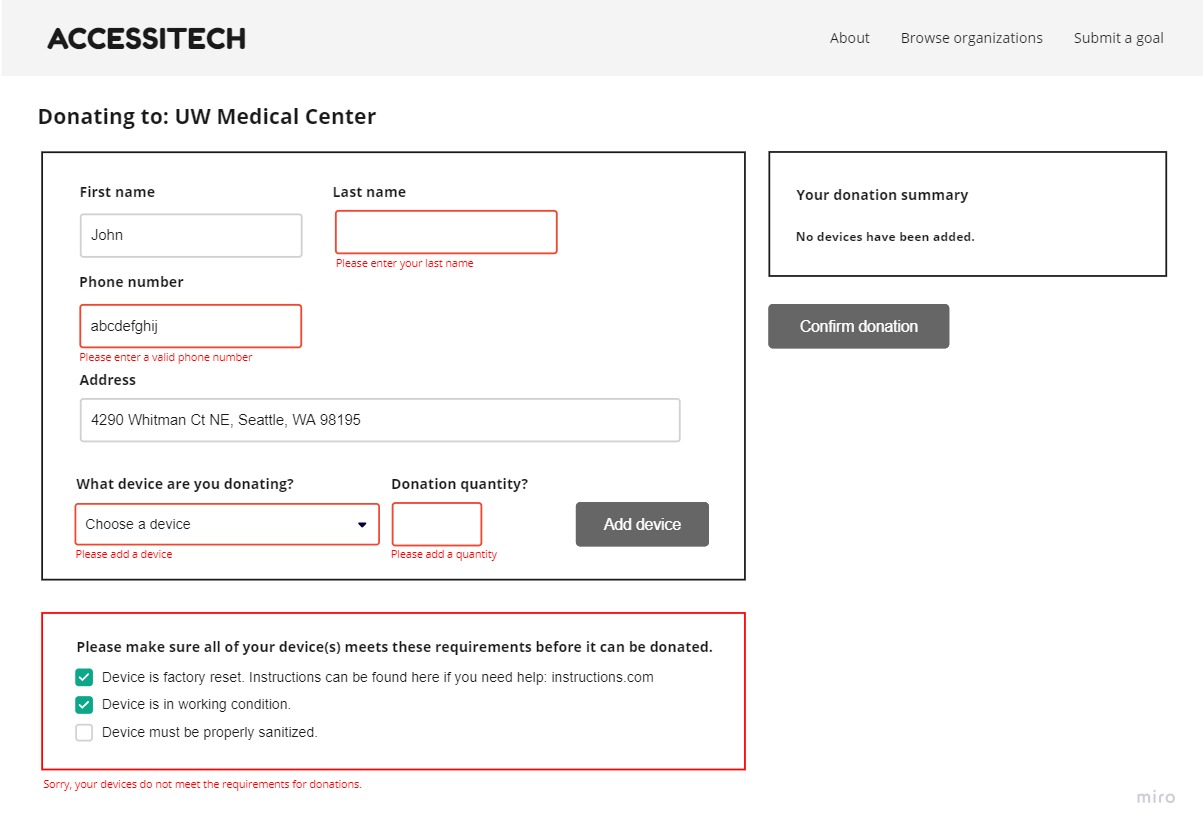 ACCESSITECH
About Browse organizations Submit a goal
Donating to: UW Medical Center
First name
Last name
John
Please enter your last name
Phone number
abcdefghij
Please enter a valid phone number
Address
4290 Whitman Ct NE, Seattle, WA 98195
What device are you donating?
Donation quantity?
Choose a device
Add device
Please add a device
Please add a quantity
Your donation summary
No devices have been added.
Confirm donation
Please make sure all of your device(s) meets these requirements before it can be donated.
Device is factory reset. Instructions can be found here if you need help: instructions.com
Device is in working condition.
Device must be properly sanitized.
Sorry, your devices do not meet the requirements for donations.
miro